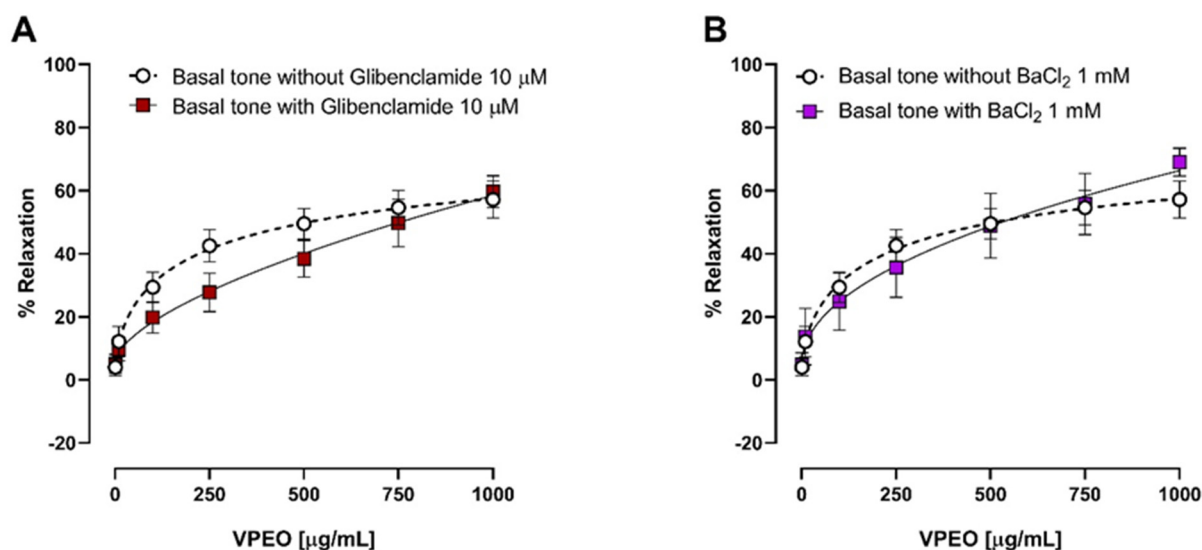 A
100
80
60
40
20
0
-20
% Relaxation
Basal tone without Glibenclamide 10 μM
Basal tone with Glibenclamide 10 μM
0 250 500 750 1000
VPEO [μg/mL]
B
100
80
60
40
20
0
-20
% Relaxation
Basal tone without BaCl₂ 1 mM
Basal tone with BaCl₂ 1 mM
0 250 500 750 1000
VPEO [μg/mL]